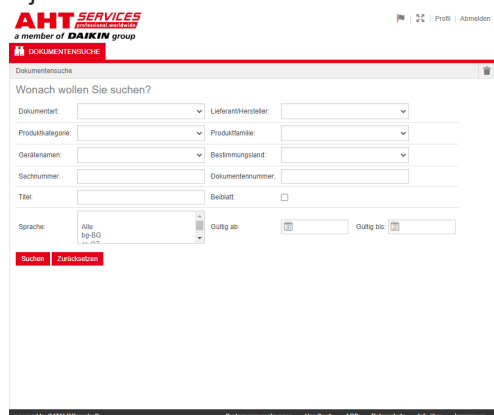 AHT SERVICES
professional.worldwide
a member of DAIKIN group
Profil Abmelden
DOKUMENTENSUCHE
Dokumentensuche
Wonach wollen Sie suchen?
Dokumentart: Lieferant/Hersteller:
Produktkategorie: Produktfamilie:
Gerätenamen: Bestimmungsland:
Sachnummer: Dokumentennummer:
Titel: Beiblatt:
Sprache: Alle Gültig ab: Gültig bis:
bg-BG
Suchen Zurücksetzen